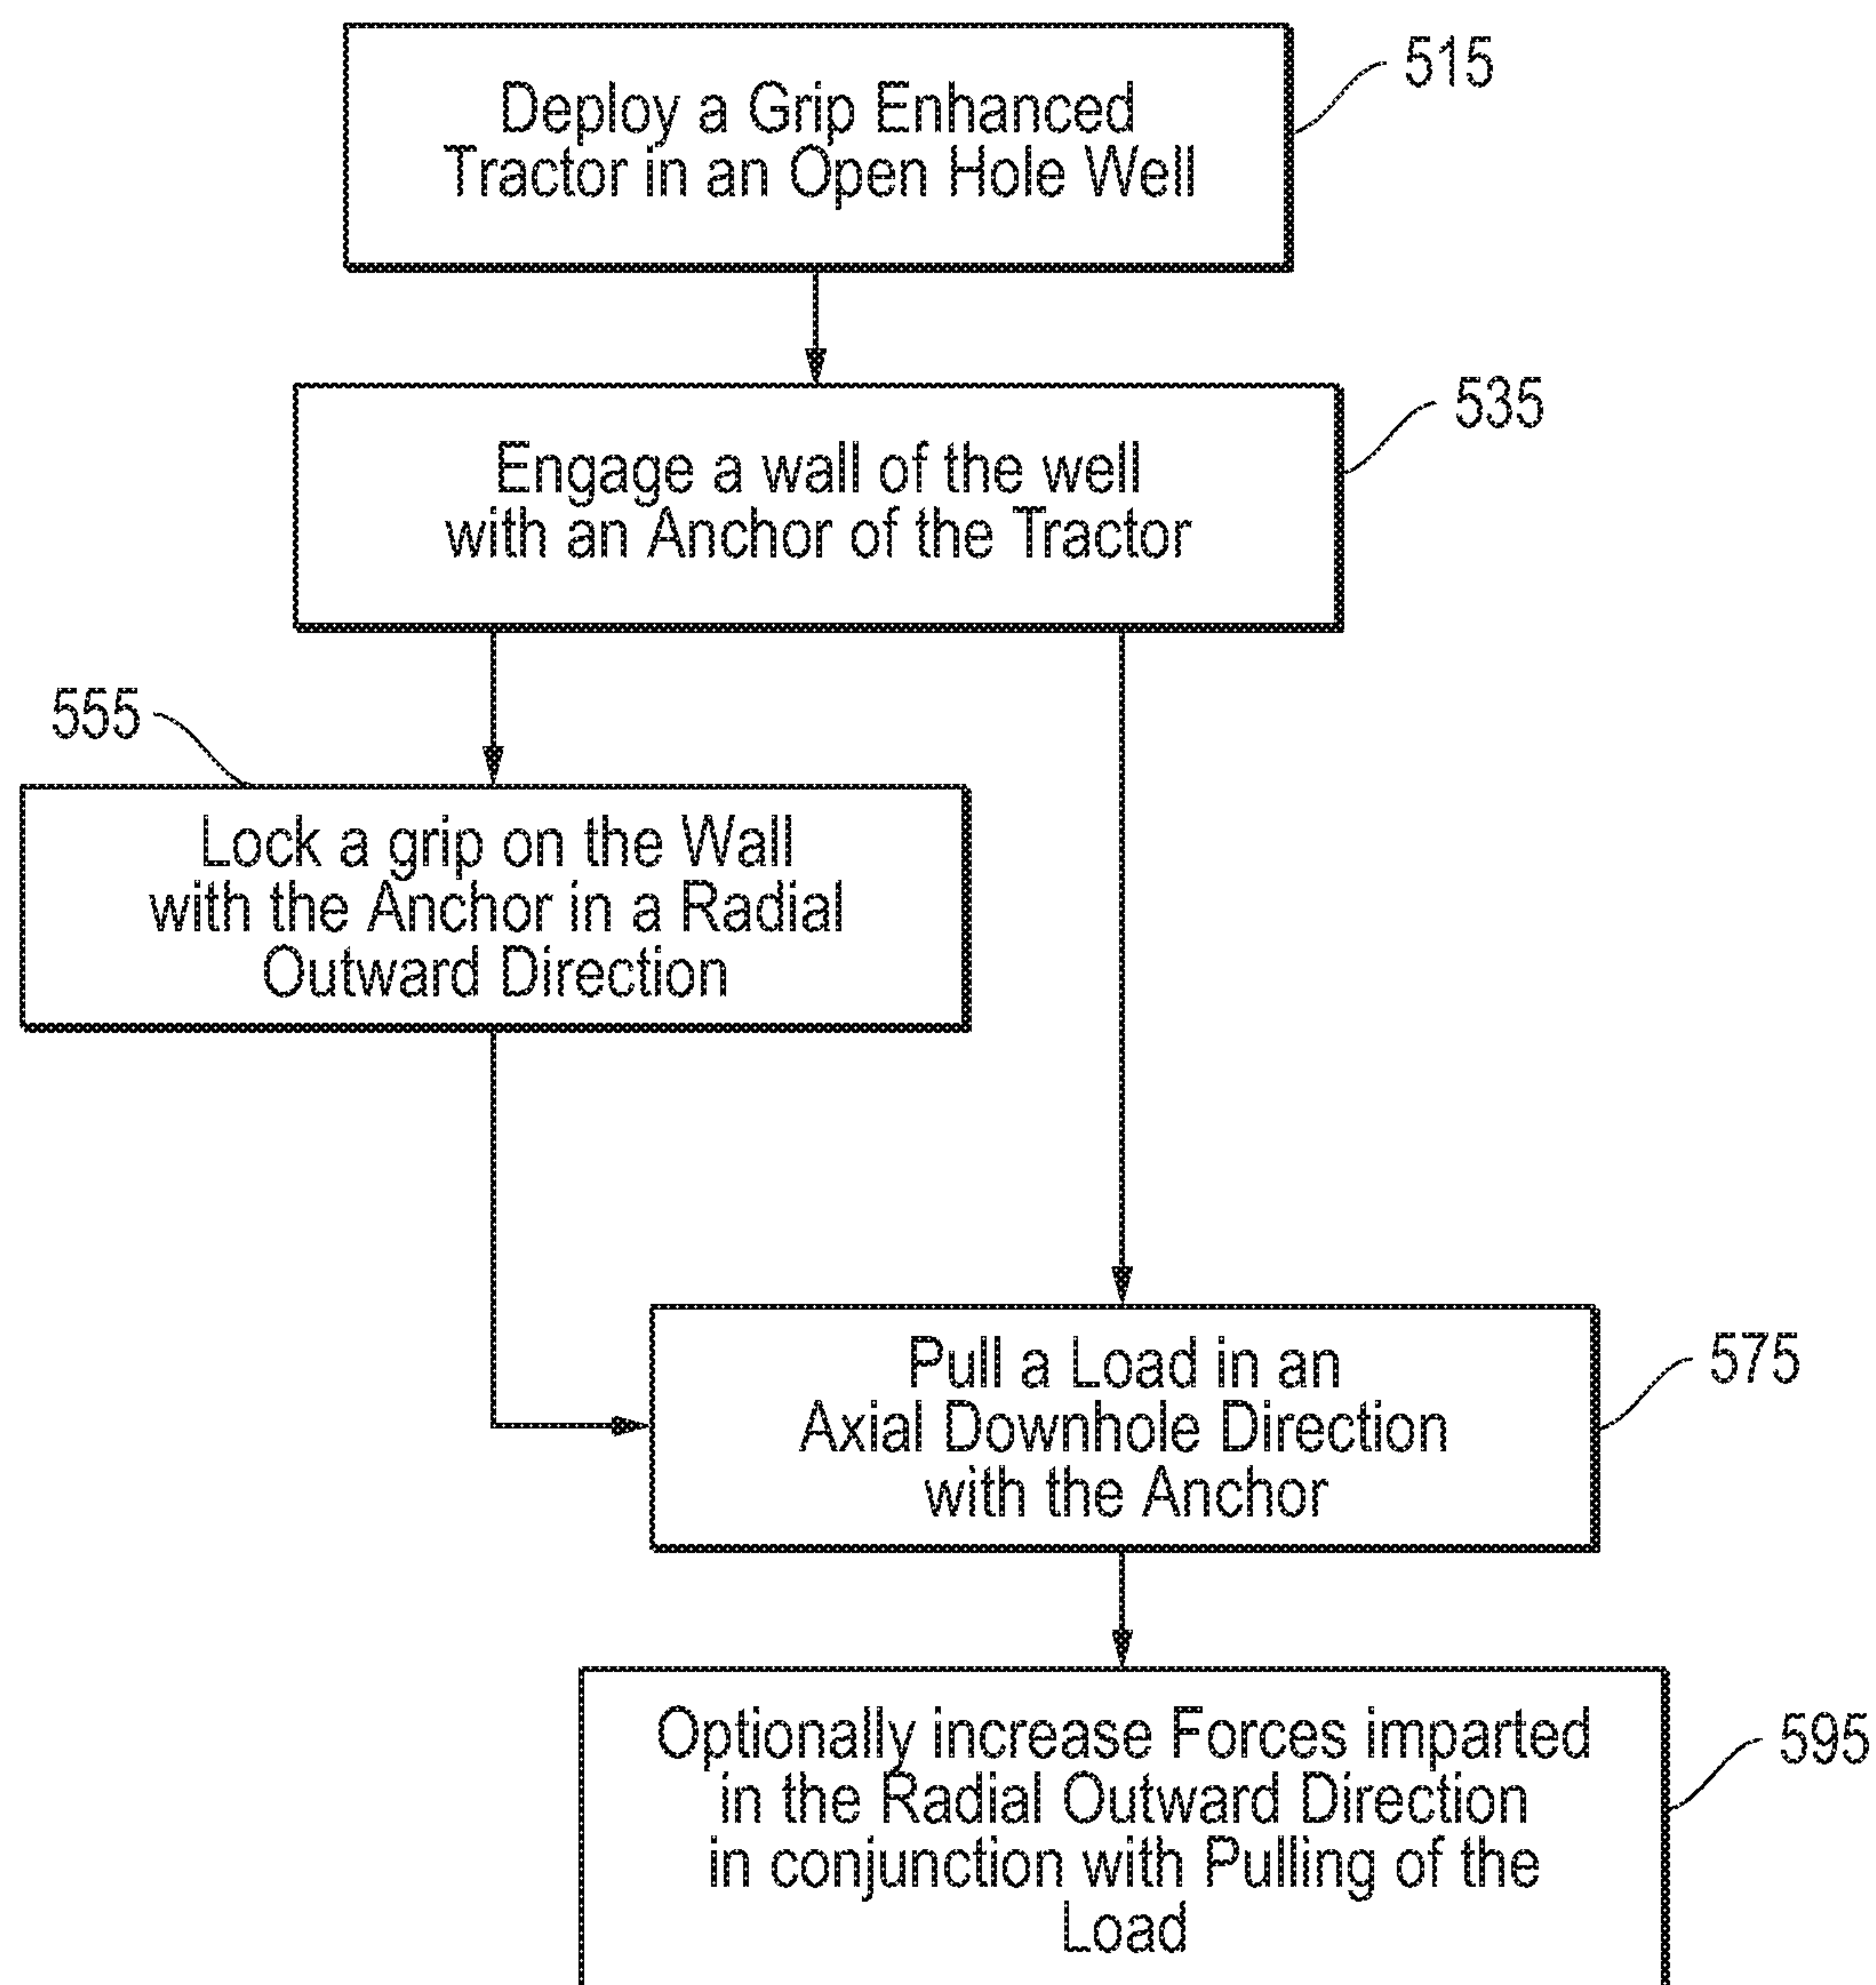 Deploy a Grip Enhanced
Tractor in an Open Hole Well
515
Engage a wall of the well
with an Anchor of the Tractor
535
555
Lock a grip on the Wall
with the Anchor in a Radial
Outward Direction
Pull a Load in an
Axial Downhole Direction
with the Anchor
575
Optionally increase Forces imparted
in the Radial Outward Direction
in conjunction with Pulling of the
Load
595